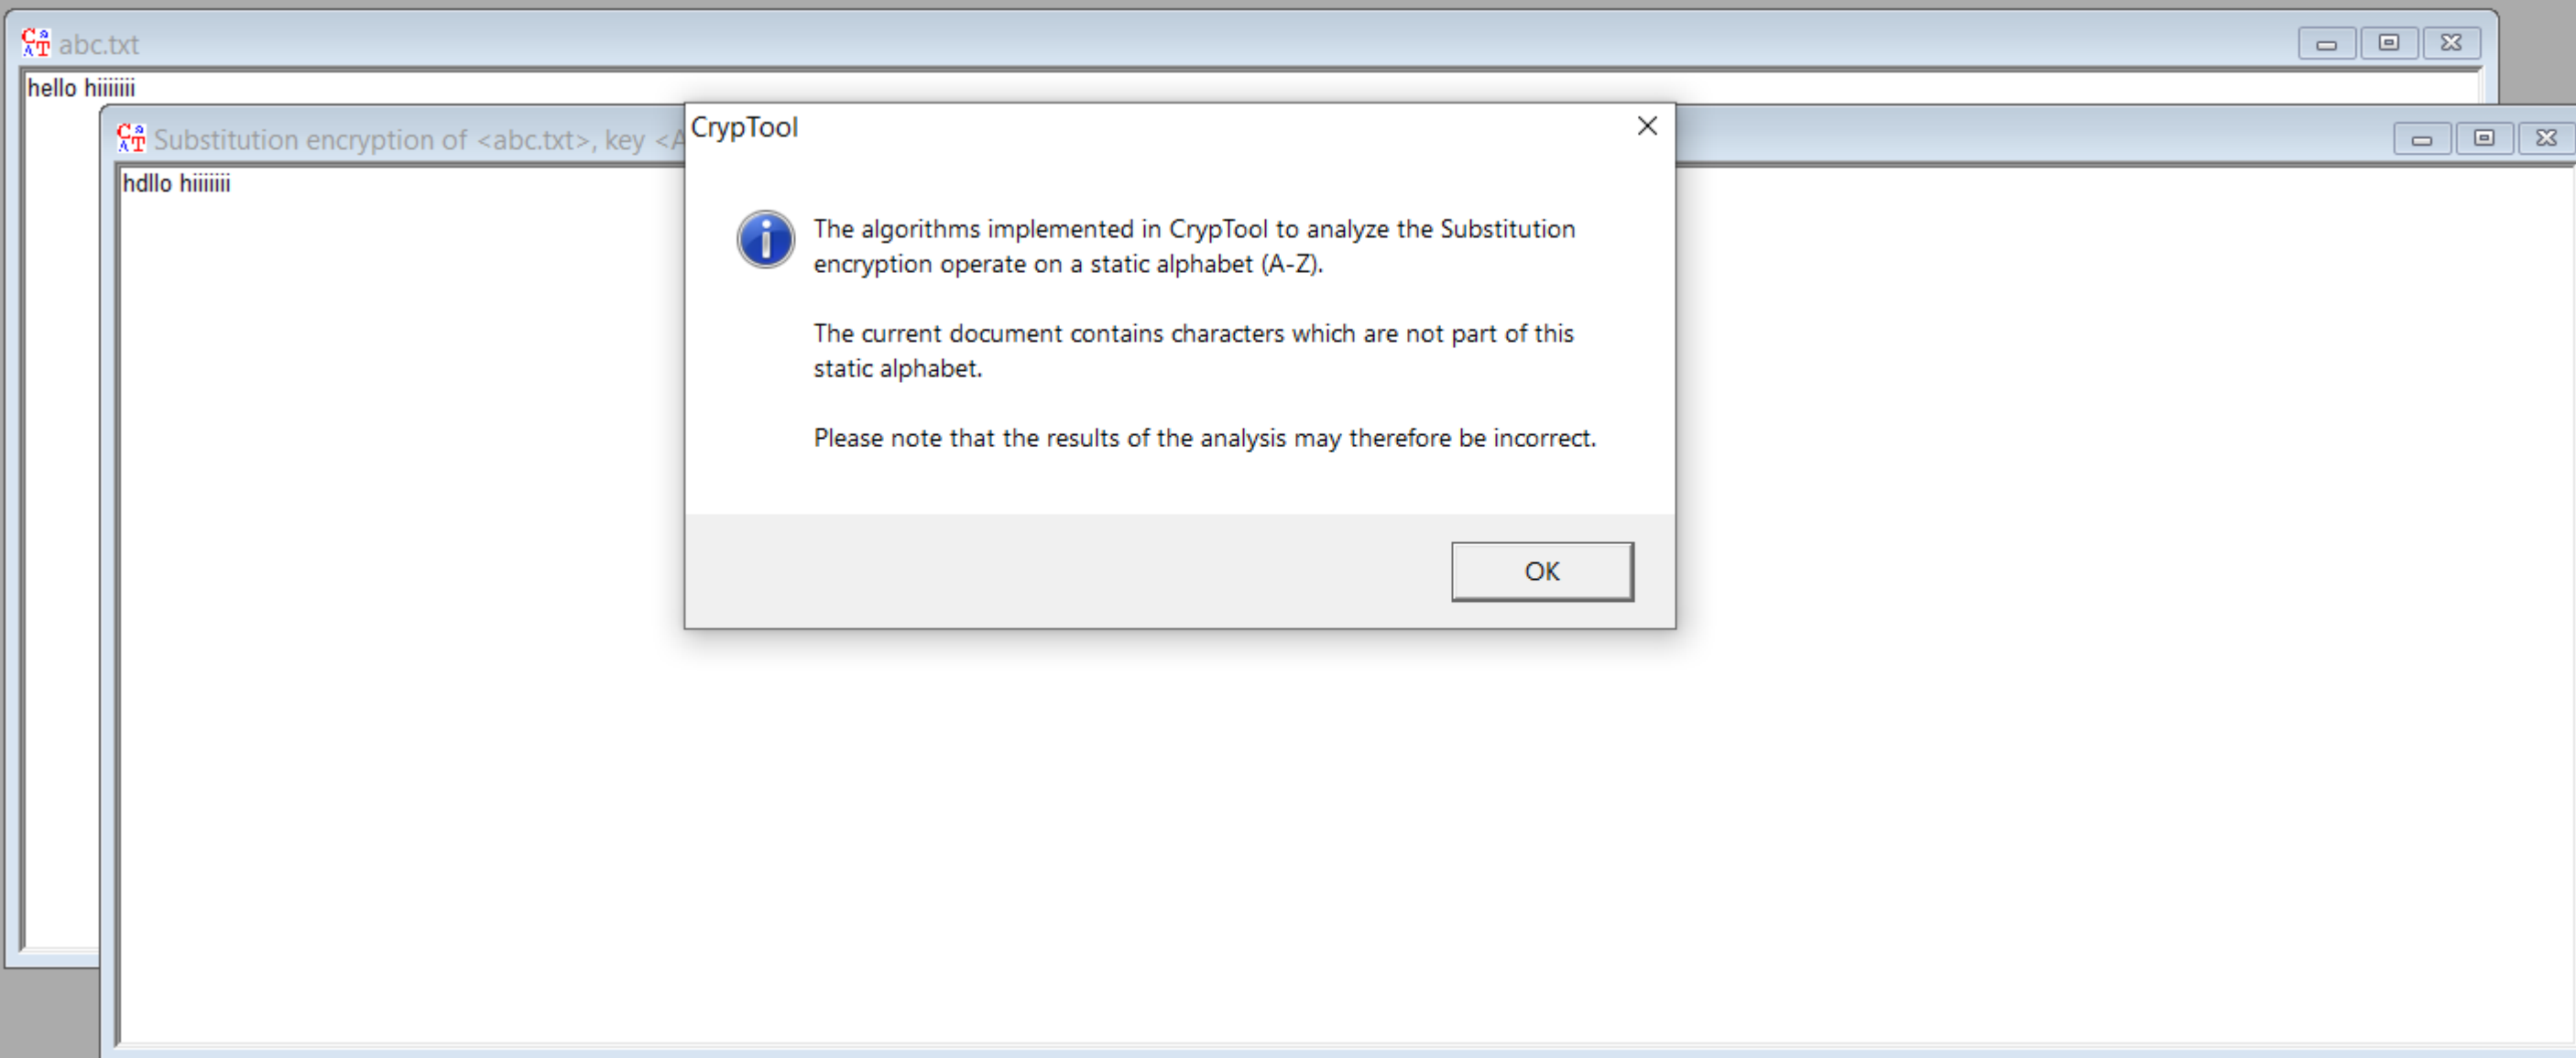 abc.txt
hello hiiiiiii
Substitution encryption of <abc.txt>, key <A
hdllo hiiiiiii
CrypTool
The algorithms implemented in CrypTool to analyze the Substitution
encryption operate on a static alphabet (A-Z).
The current document contains characters which are not part of this
static alphabet.
Please note that the results of the analysis may therefore be incorrect.
OK